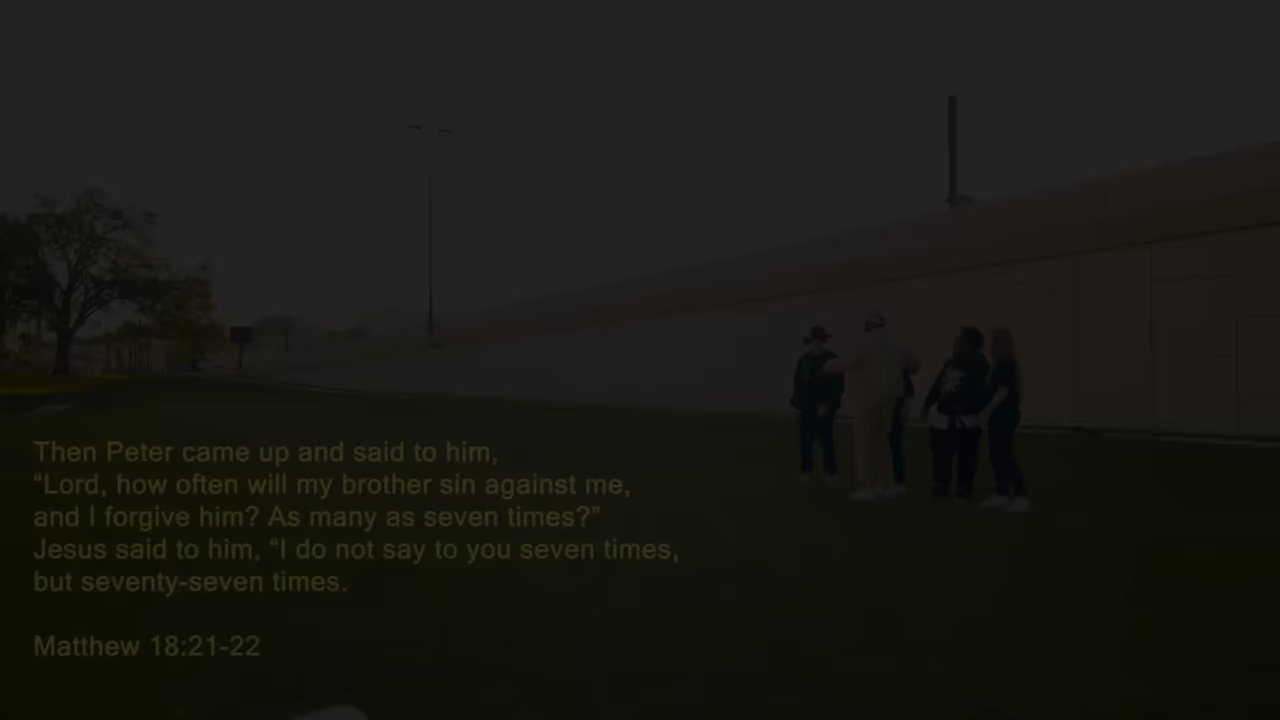 Then Peter came up and said to him,
“Lord, how often will my brother sin against me,
and I forgive him? As many as seven times?”
Jesus said to him, “I do not say to you seven times,
but seventy-seven times.
Matthew 18:21-22